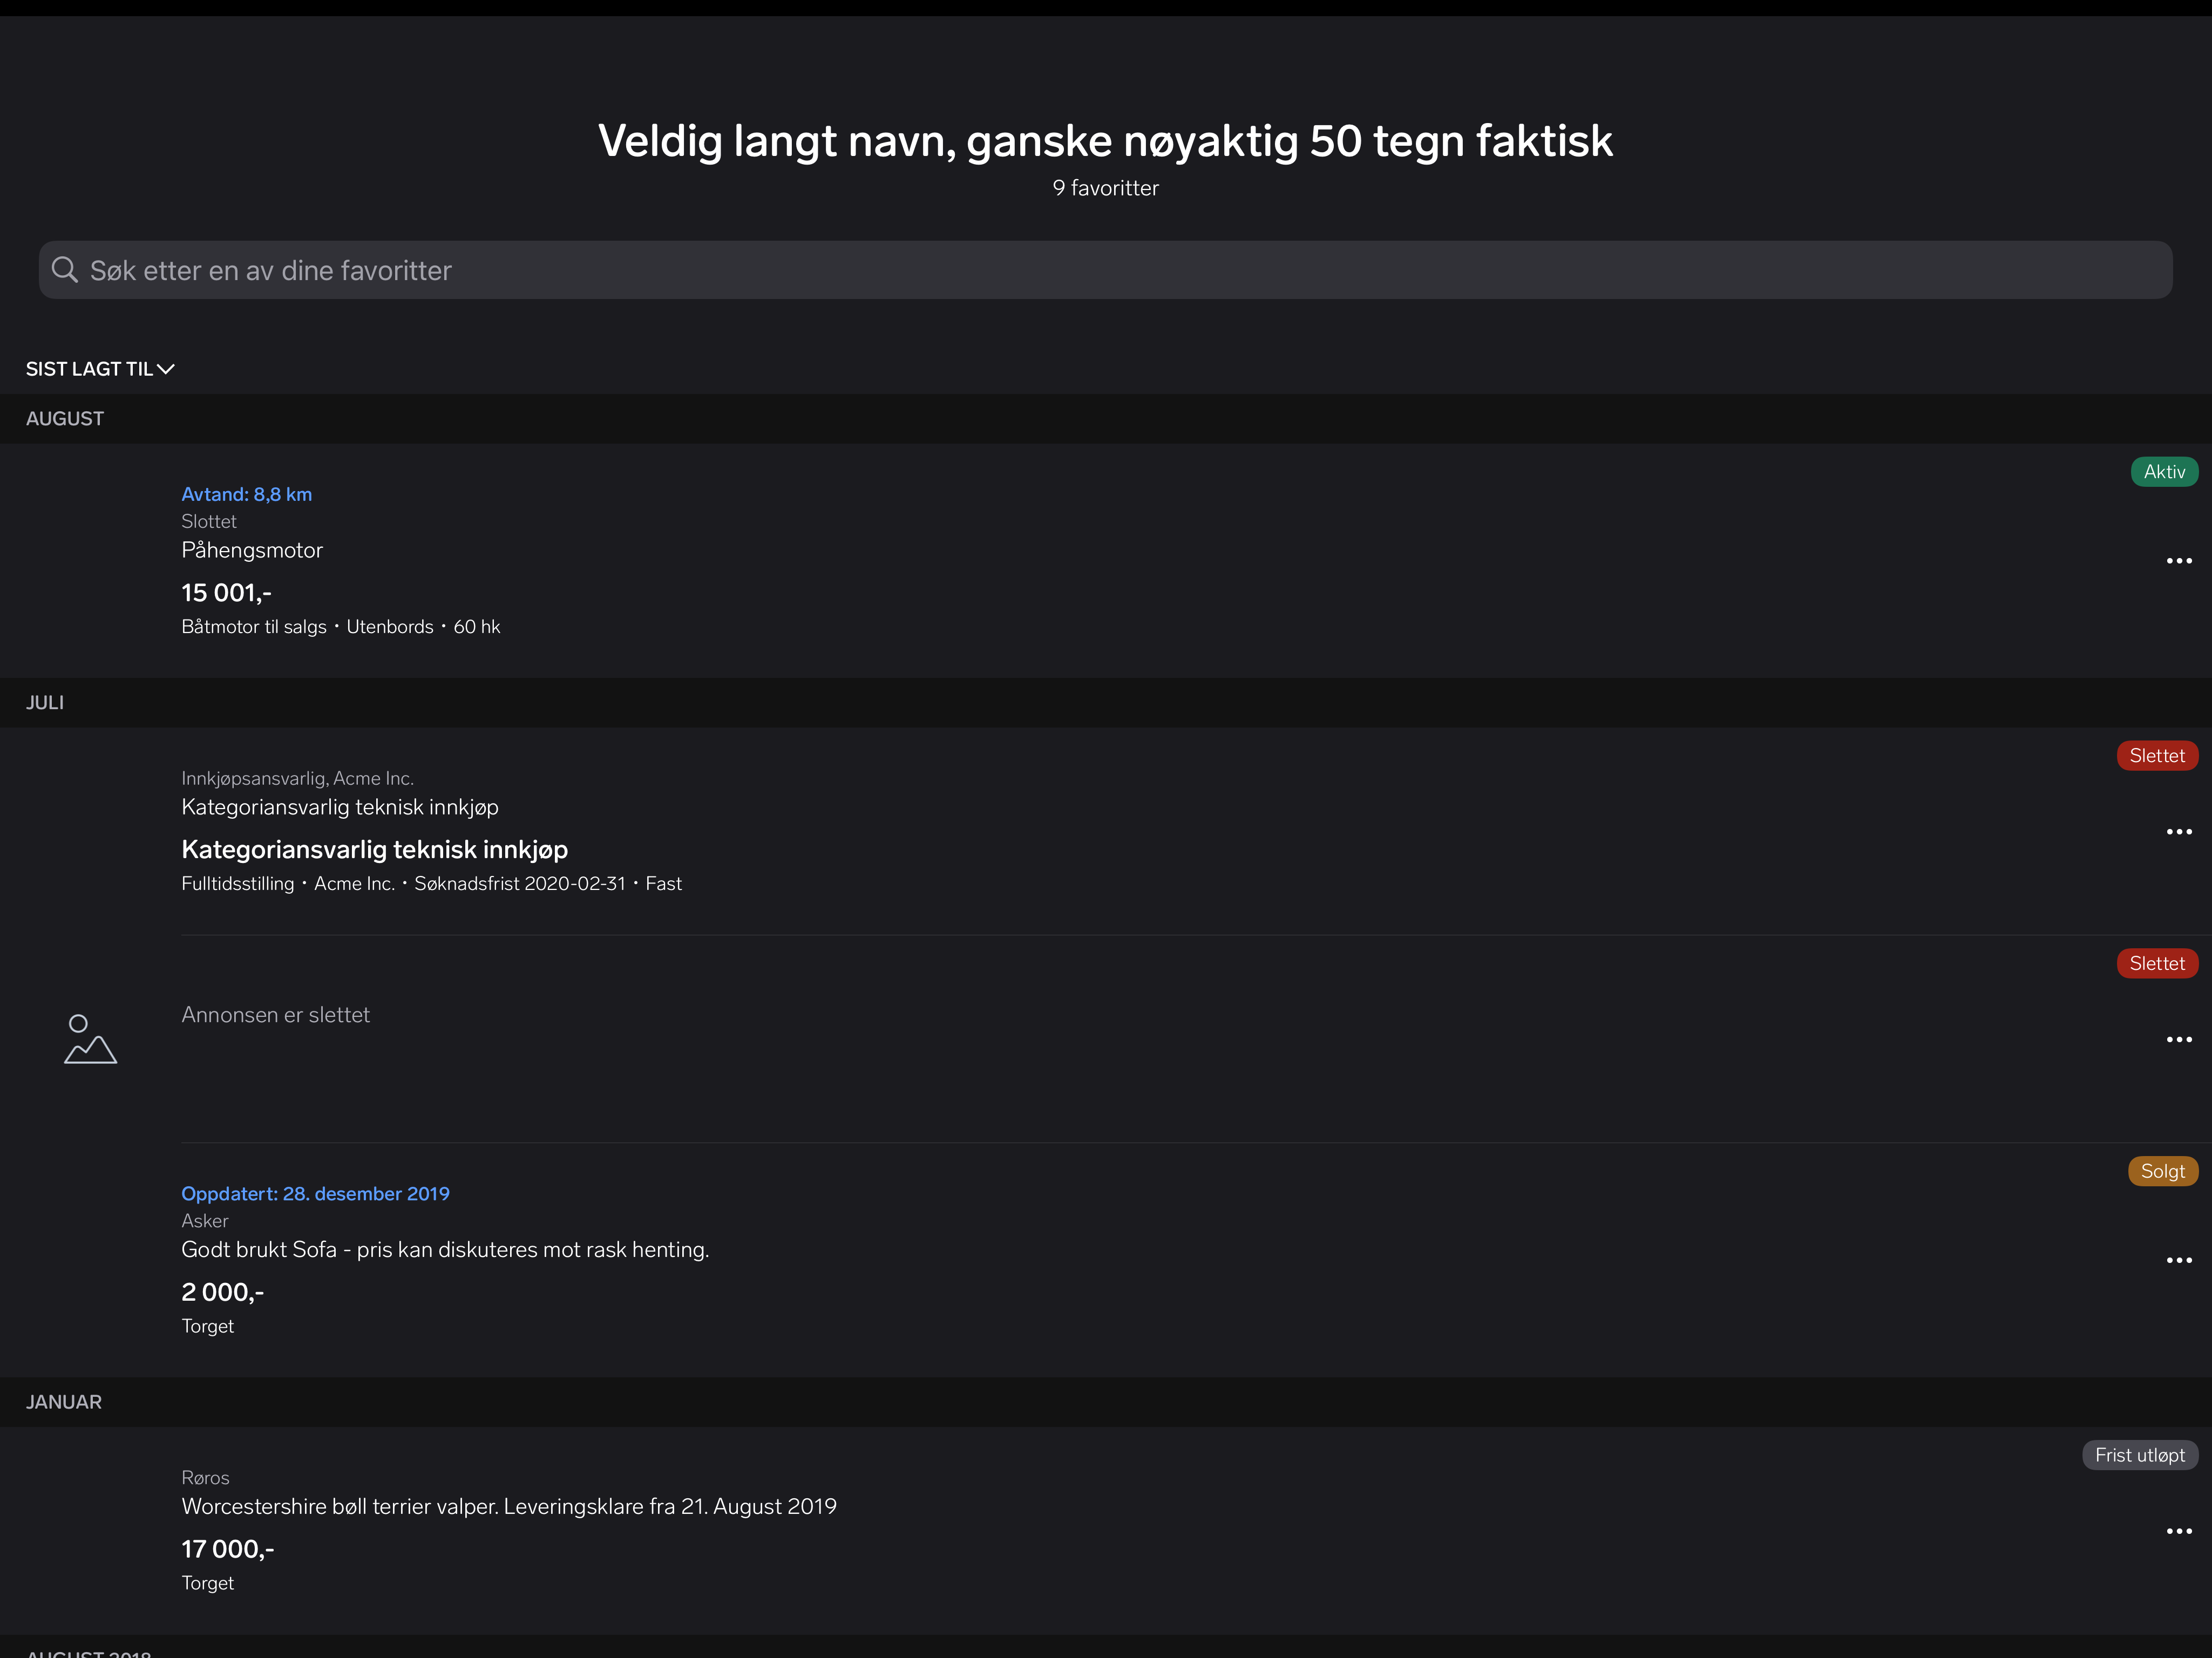 Veldig langt navn, ganske nøyaktig 50 tegn faktisk
9 favoritter
Søk etter en av dine favoritter
SIST LAGT TIL
AUGUST
Aktiv
Avtand: 8,8 km
Slottet
Påhengsmotor
15 001,-
Båtmotor til salgs • Utenbords • 60 hk
JULI
Slettet
Innkjøpsansvarlig, Acme Inc.
Kategoriansvarlig teknisk innkjøp
Kategoriansvarlig teknisk innkjøp
Fulltidsstilling • Acme Inc. • Søknadsfrist 2020-02-31 • Fast
Slettet
Annonsen er slettet
Solgt
Oppdatert: 28. desember 2019
Asker
Godt brukt Sofa - pris kan diskuteres mot rask henting.
2 000,-
Torget
JANUAR
Frist utløpt
Røros
Worcestershire bøll terrier valper. Leveringsklare fra 21. August 2019
17 000,-
Torget
AUGUST 2018